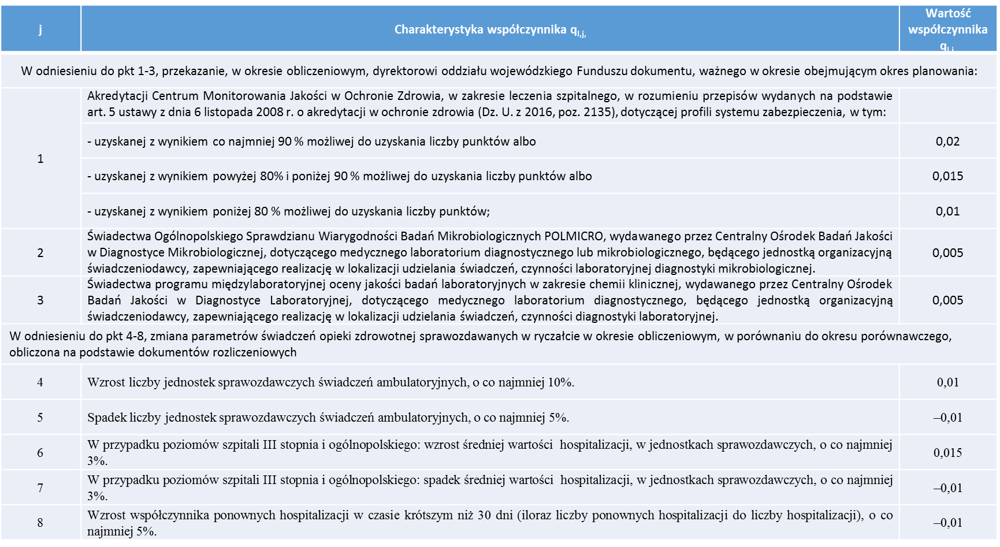 j
Charakterystyka współczynnika ql,j,
Wartość
współczynnika
ql,j
W odniesieniu do pkt 1-3, przekazanie, w okresie obliczeniowym, dyrektorowi oddziału wojewódzkiego Funduszu dokumentu, ważnego w okresie obejmującym okres planowania:
1
Akredytacji Centrum Monitorowania Jakości w Ochronie Zdrowia, w zakresie leczenia szpitalnego, w rozumieniu przepisów wydanych na podstawie
art. 5 ustawy z dnia 6 listopada 2008 r. o akredytacji w ochronie zdrowia (Dz. U. z 2016, poz. 2135), dotyczącej profili systemu zabezpieczenia, w tym:
- uzyskanej z wynikiem co najmniej 90 % możliwej do uzyskania liczby punktów albo
0,02
- uzyskanej z wynikiem powyżej 80% i poniżej 90 % możliwej do uzyskania liczby punktów albo
0,015
- uzyskanej z wynikiem poniżej 80 % możliwej do uzyskania liczby punktów;
0,01
2
Świadectwa Ogólnopolskiego Sprawdzianu Wiarygodności Badań Mikrobiologicznych POLMICRO, wydawanego przez Centralny Ośrodek Badań Jakości
w Diagnostyce Mikrobiologicznej, dotyczącego medycznego laboratorium diagnostycznego lub mikrobiologicznego, będącego jednostką organizacyjną
świadczeniodawcy, zapewniającego realizację w lokalizacji udzielania świadczeń, czynności laboratoryjnej diagnostyki mikrobiologicznej.
0,005
3
Świadectwa programu międzylaboratoryjnej oceny jakości badań laboratoryjnych w zakresie chemii klinicznej, wydawanego przez Centralny Ośrodek
Badań Jakości w Diagnostyce Laboratoryjnej, dotyczącego medycznego laboratorium diagnostycznego, będącego jednostką organizacyjną
świadczeniodawcy, zapewniającego realizację w lokalizacji udzielania świadczeń, czynności diagnostyki laboratoryjnej.
0,005
W odniesieniu do pkt 4-8, zmiana parametrów świadczeń opieki zdrowotnej sprawozdawanych w ryczałcie w okresie obliczeniowym, w porównaniu do okresu porównawczego,
obliczona na podstawie dokumentów rozliczeniowych
4
Wzrost liczby jednostek sprawozdawczych świadczeń ambulatoryjnych, o co najmniej 10%.
0,01
5
Spadek liczby jednostek sprawozdawczych świadczeń ambulatoryjnych, o co najmniej 5%.
–0,01
6
W przypadku poziomów szpitali III stopnia i ogólnopolskiego: wzrost średniej wartości hospitalizacji, w jednostkach sprawozdawczych, o co najmniej
3%.
0,015
7
W przypadku poziomów szpitali III stopnia i ogólnopolskiego: spadek średniej wartości hospitalizacji, w jednostkach sprawozdawczych, o co najmniej
3%.
–0,01
8
Wzrost współczynnika ponownych hospitalizacji w czasie krótszym niż 30 dni (iloraz liczby ponownych hospitalizacji do liczby hospitalizacji), o co
najmniej 5%.
–0,01